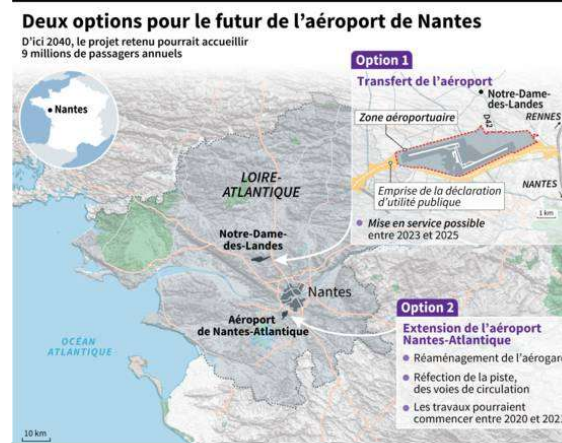 Deux options pour le futur de l'aéroport de Nantes
D'ici 2040, le projet retenu pourrait accueillir
9 millions de passagers annuels
Nantes
Option 1
Transfert de l'aéroport
Notre-Dame-
des-Landes
D42
RENNES
Zone aéroportuaire
Emprise de la déclaration
d'utilité publique
NANTES
1 km
Mise en service possible
entre 2023 et 2025
LOIRE-
ATLANTIQUE
Notre-Dame-
des-Landes
Nantes
Aéroport
de Nantes-Atlantique
OCÉAN
ATLANTIQUE
10 km
Option 2
Extension de l'aéroport
Nantes-Atlantique
Réaménagement de l'aérogare
Réfection de la piste,
des voies de circulation
Les travaux pourraient
commencer entre 2020 et